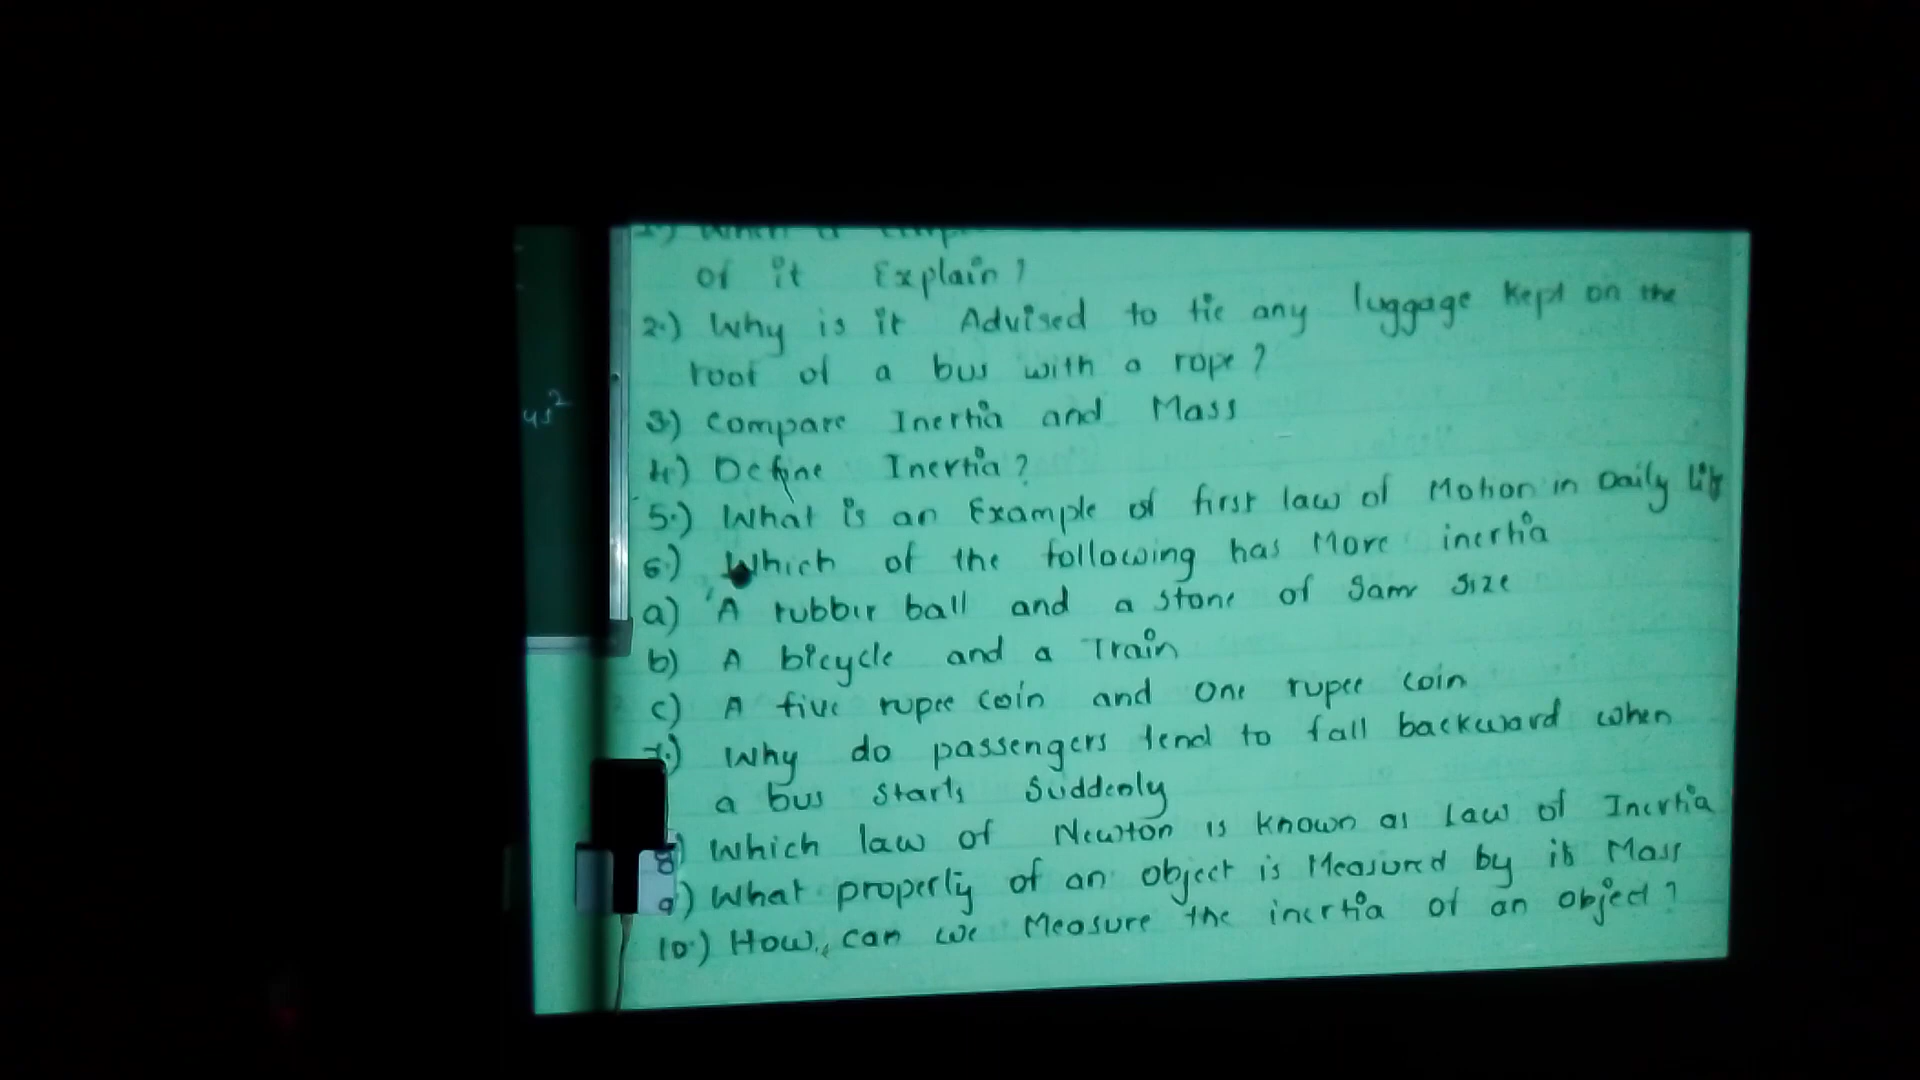 of it Explain ?
2.) Why is it Advised to tie any luggage kept on the
roof of a bus with a rope ?
3) compare Inertia and Mass
4.) Define Inertia ?
5.) What is an Example of first law of Motion in Daily life
6.) Which of the following has More inertia
a) A rubber ball and a stone of same size
b) A bicycle and a Train
c) A five rupee coin and one rupee coin
7.) Why do passengers tend to fall backward when
a bus starts suddenly
8) Which law of Newton is known as law of Inertia
9) What property of an object is Measured by its Mass
10.) How can we Measure the inertia of an object ?